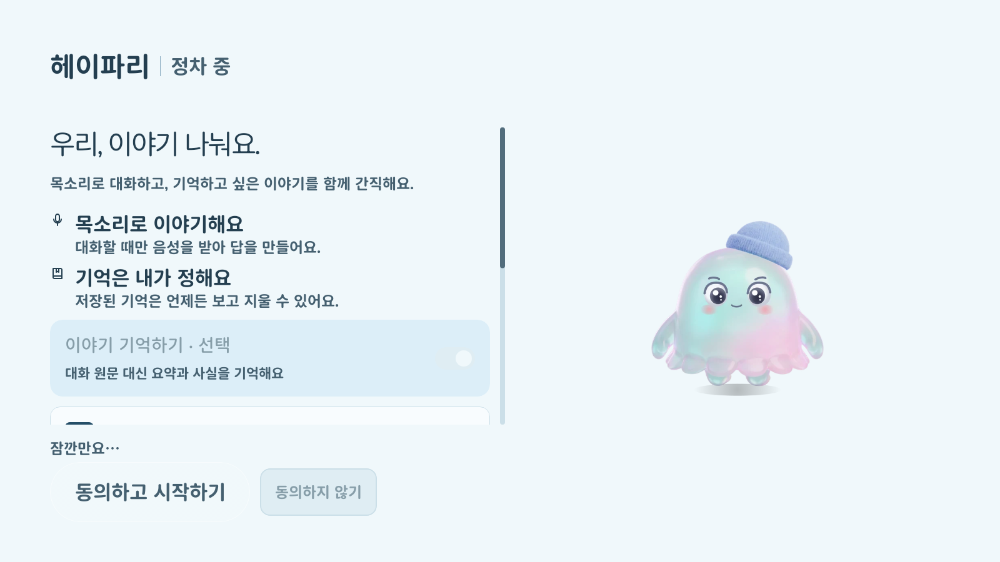 헤이파리
정차 중
우리, 이야기 나눠요.
목소리로 대화하고, 기억하고 싶은 이야기를 함께 간직해요.
목소리로 이야기해요
대화할 때만 음성을 받아 답을 만들어요.
기억은 내가 정해요
저장된 기억은 언제든 보고 지울 수 있어요.
이야기 기억하기 · 선택
대화 원문 대신 요약과 사실을 기억해요
잠깐만요…
동의하고 시작하기
동의하지 않기